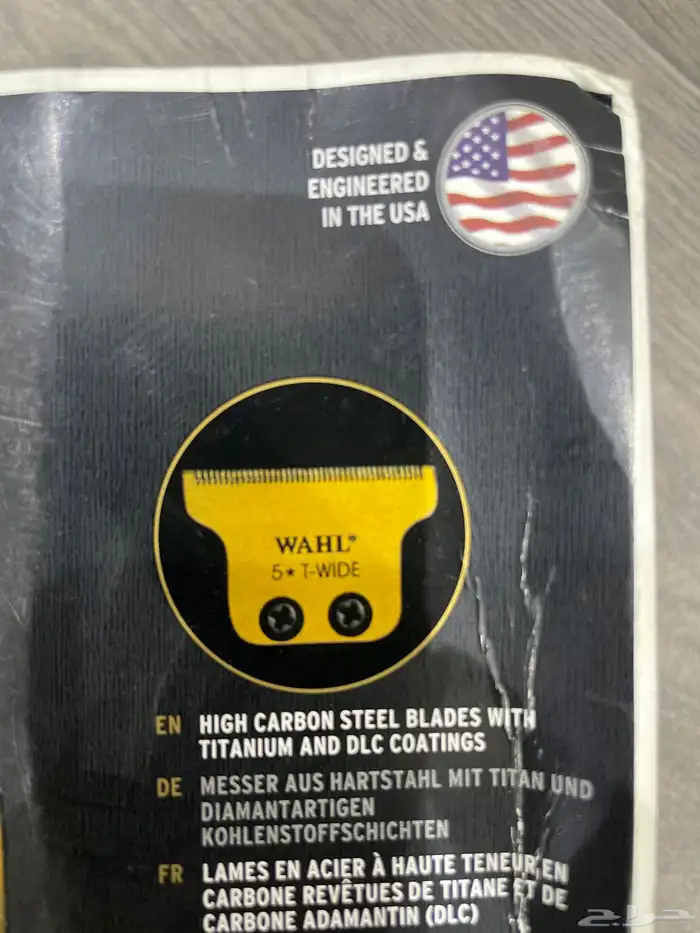 DESIGNED &
ENGINEERED
IN THE USA
WAHL®
5★ T-WIDE
EN HIGH CARBON STEEL BLADES WITH
TITANIUM AND DLC COATINGS
DE MESSER AUS HARTSTAHL MIT TITAN UND
DIAMANTARTIGEN
KOHLENSTOFFSCHICHTEN
FR LAMES EN ACIER À HAUTE TENEUR EN
CARBONE REVÊTUES DE TITANE ET DE
CARBONE ADAMANTIN (DLC)
حراج